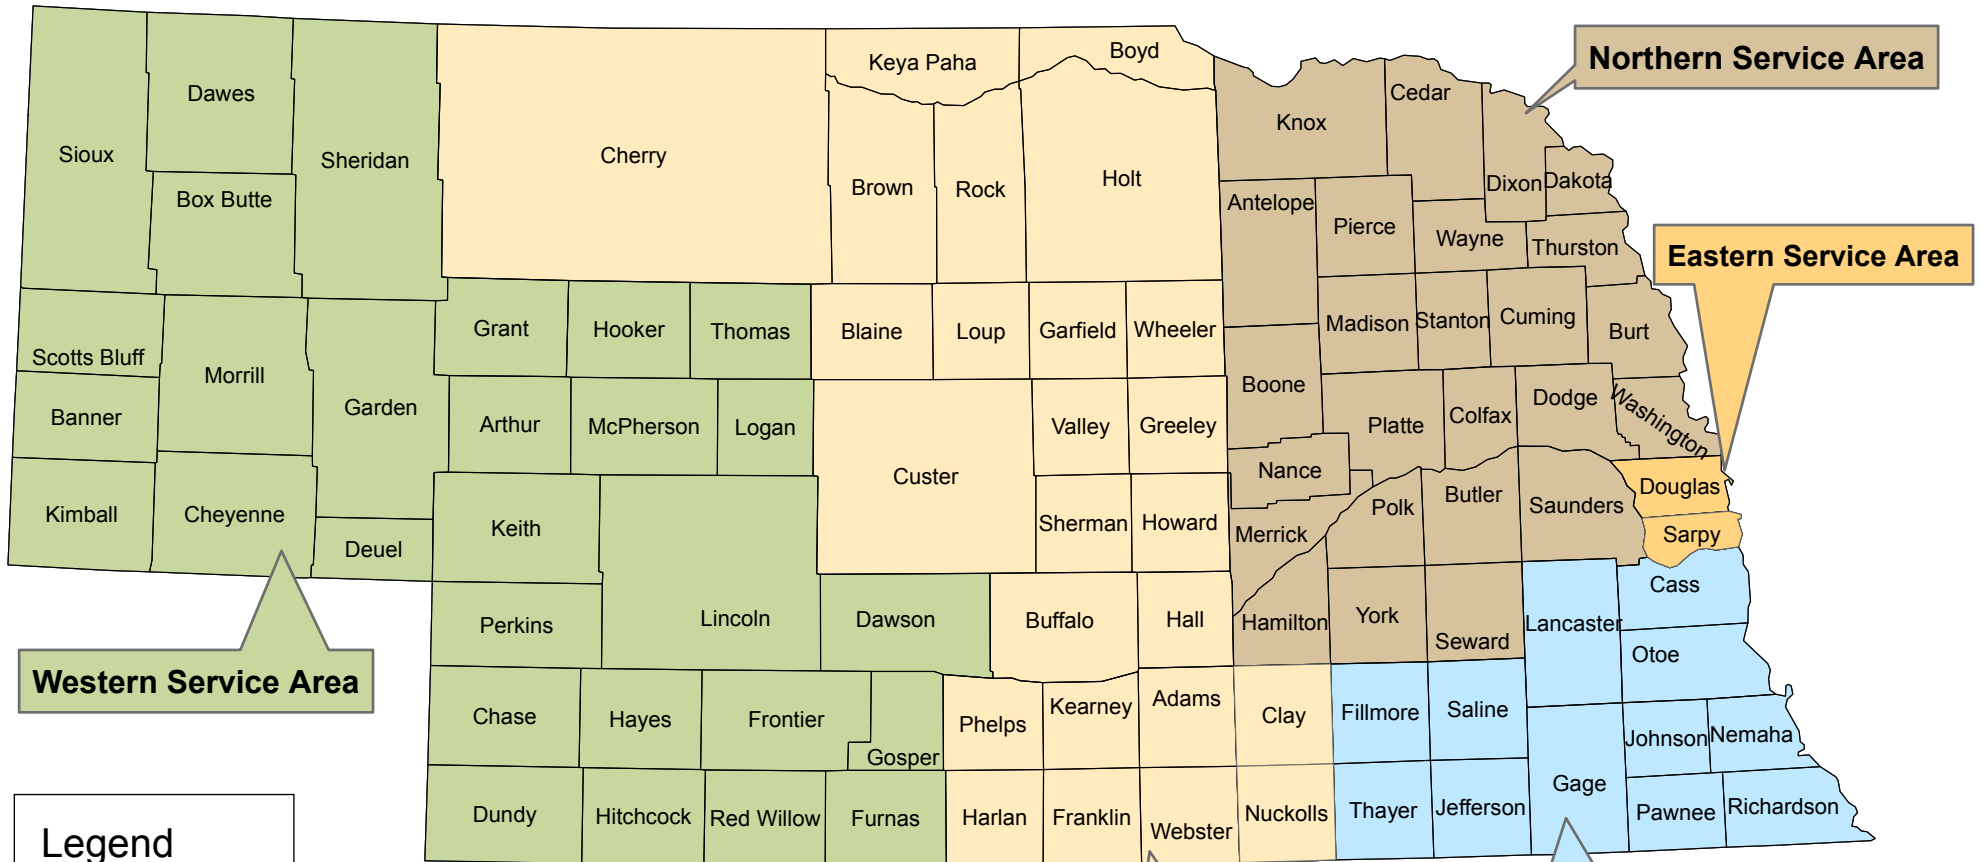 Keya Paha
Boyd
Northern Service Area
Dawes
Cedar
Knox
Sioux
Sheridan
Cherry
Brown
Rock
Holt
Dixon
Dakota
Box Butte
Antelope
Pierce
Wayne
Thurston
Eastern Service Area
Grant
Hooker
Thomas
Blaine
Loup
Garfield
Wheeler
Madison
Stanton
Cuming
Burt
Scotts Bluff
Morrill
Garden
Boone
Dodge
Washington
Banner
Arthur
McPherson
Logan
Valley
Greeley
Platte
Colfax
Custer
Nance
Douglas
Kimball
Cheyenne
Keith
Sherman
Howard
Merrick
Polk
Butler
Saunders
Sarpy
Deuel
Cass
Perkins
Lincoln
Dawson
Buffalo
Hall
Hamilton
York
Seward
Lancaster
Otoe
Western Service Area
Chase
Hayes
Frontier
Gosper
Phelps
Kearney
Adams
Clay
Fillmore
Saline
Johnson
Nemaha
Dundy
Hitchcock
Red Willow
Furnas
Harlan
Franklin
Webster
Nuckolls
Thayer
Jefferson
Gage
Pawnee
Richardson
Legend